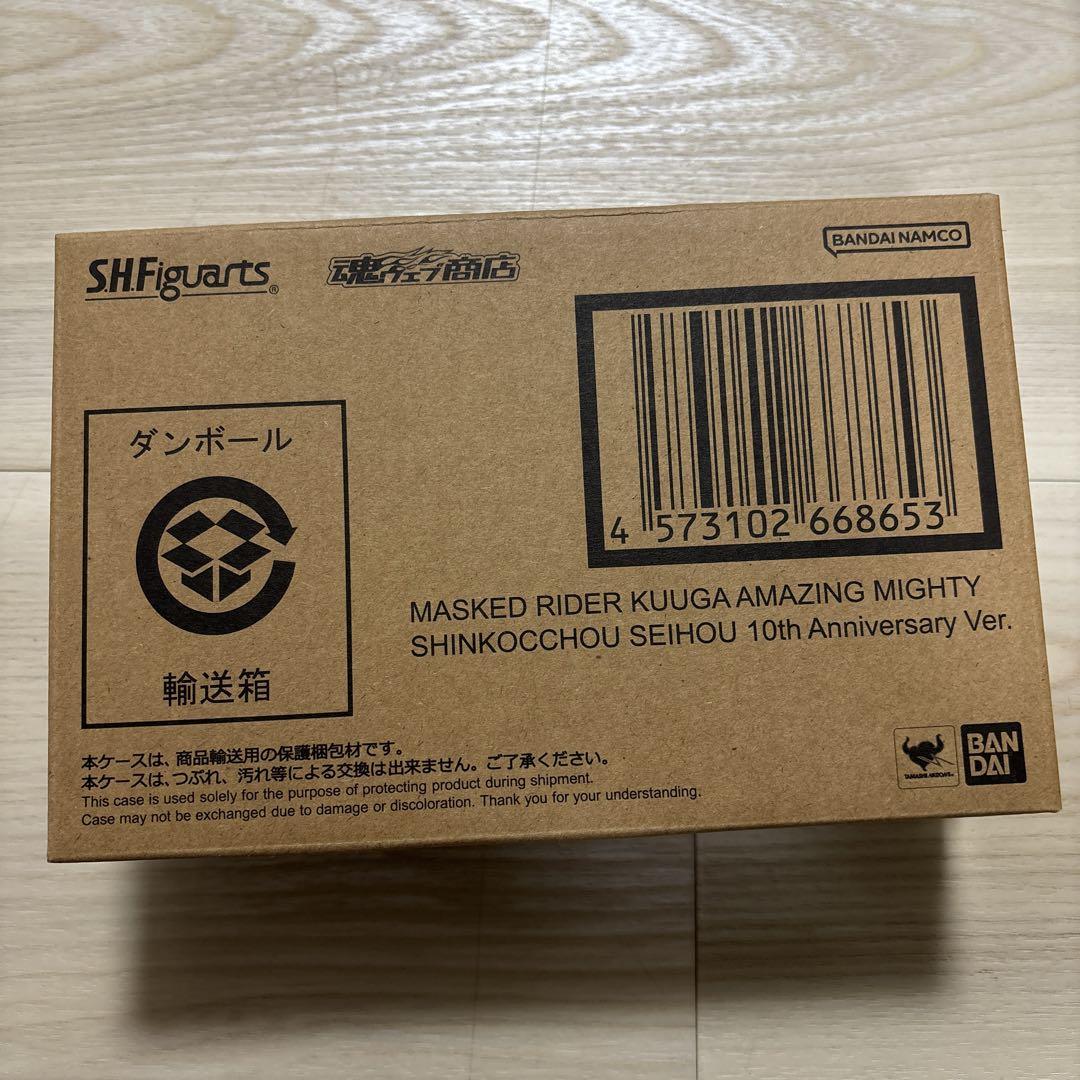 S.H.Figuarts®
魂ウェブ商店
BANDAI NAMCO
ダンボール
輸送箱
4 573102 668653
MASKED RIDER KUUGA AMAZING MIGHTY
SHINKOCCHOU SEIHOU 10th Anniversary Ver.
本ケースは、商品輸送用の保護梱包材です。
本ケースは、つぶれ、汚れ等による交換は出来ません。ご了承ください。
This case is used solely for the purpose of protecting product during shipment.
Case may not be exchanged due to damage or discoloration. Thank you for your understanding.
TAMASHII NATIONS
BAN
DAI